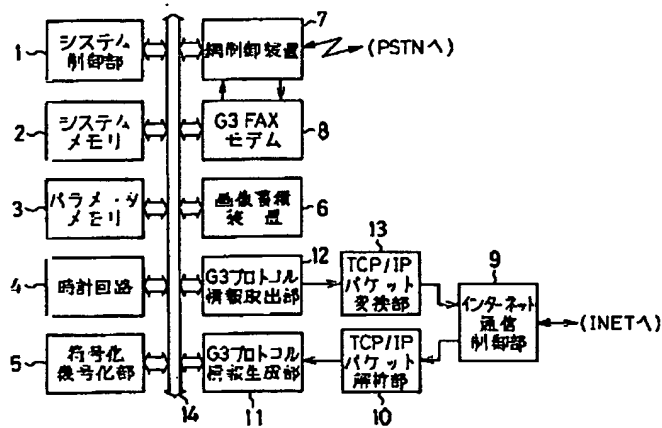 1
システム
制御部
7
網制御装置
(PSTNへ)
2
システム
メモリ
G3 FAX
モデム
8
3
パラメータ
メモリ
画像蓄積
装置
6
4
時計回路
12
G3プロトコル
情報取出部
13
TCP/IP
パケット
変換部
9
インターネット
通信
制御部
(INETへ)
5
符号化
復号化部
G3プロトコル
情報生成部
11
TCP/IP
パケット
解析部
10
14